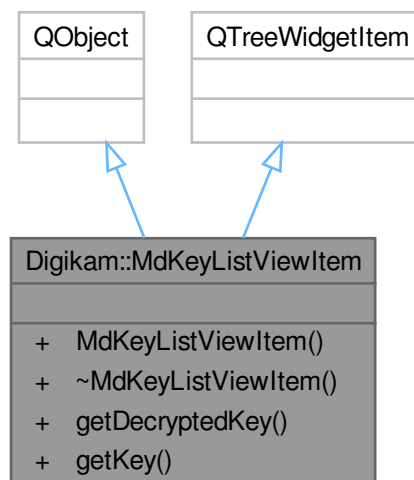 QObject
QTreeWidgetItem
Digikam::MdKeyListViewItem
+ MdKeyListViewItem()
+ ~MdKeyListViewItem()
+ getDecryptedKey()
+ getKey()